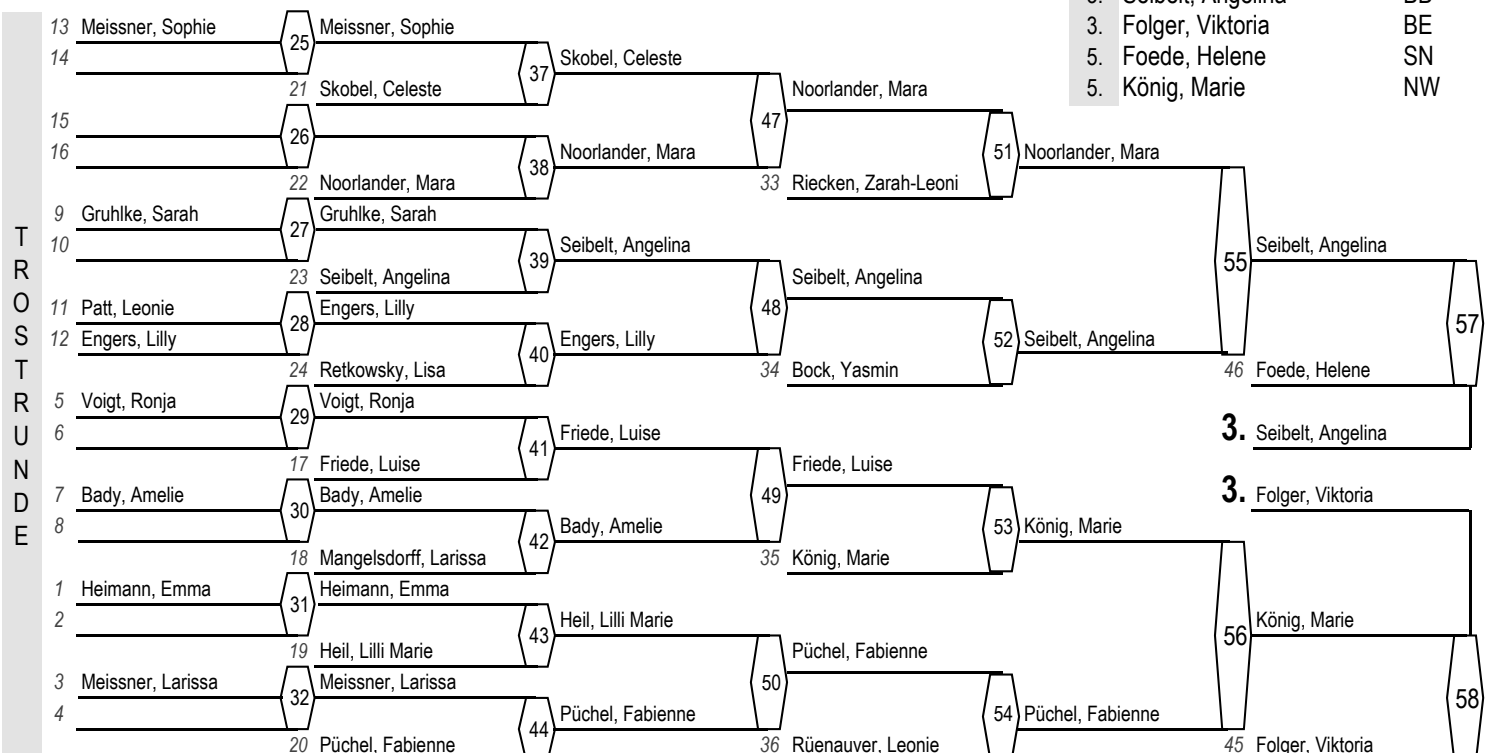 3. Seibelt, Angelina BB
3. Folger, Viktoria BE
5. Foede, Helene SN
5. König, Marie NW
TROSTRUNDE
13 Meissner, Sophie 25 Meissner, Sophie
14 37 Skobel, Celeste
21 Skobel, Celeste 47 Noorlander, Mara
15
16 26 38 Noorlander, Mara 51 Noorlander, Mara
22 Noorlander, Mara 33 Riecken, Zarah-Leoni
9 Gruhlke, Sarah 27 Gruhlke, Sarah
10 39 Seibelt, Angelina 55 Seibelt, Angelina
23 Seibelt, Angelina 48 Seibelt, Angelina
11 Patt, Leonie 28 Engers, Lilly 57
12 Engers, Lilly 40 Engers, Lilly 52 Seibelt, Angelina
24 Retkowsky, Lisa 34 Bock, Yasmin 46 Foede, Helene
5 Voigt, Ronja 29 Voigt, Ronja
6 41 Friede, Luise 3. Seibelt, Angelina
17 Friede, Luise 49 Friede, Luise
7 Bady, Amelie 30 Bady, Amelie 3. Folger, Viktoria
8 42 Bady, Amelie 53 König, Marie
18 Mangelsdorff, Larissa 35 König, Marie
1 Heimann, Emma 31 Heimann, Emma
2 43 Heil, Lilli Marie 56 König, Marie
19 Heil, Lilli Marie 50 Püchel, Fabienne
3 Meissner, Larissa 32 Meissner, Larissa 58
4 44 Püchel, Fabienne 54 Püchel, Fabienne
20 Püchel, Fabienne 36 Rüenauver, Leonie 45 Folger, Viktoria